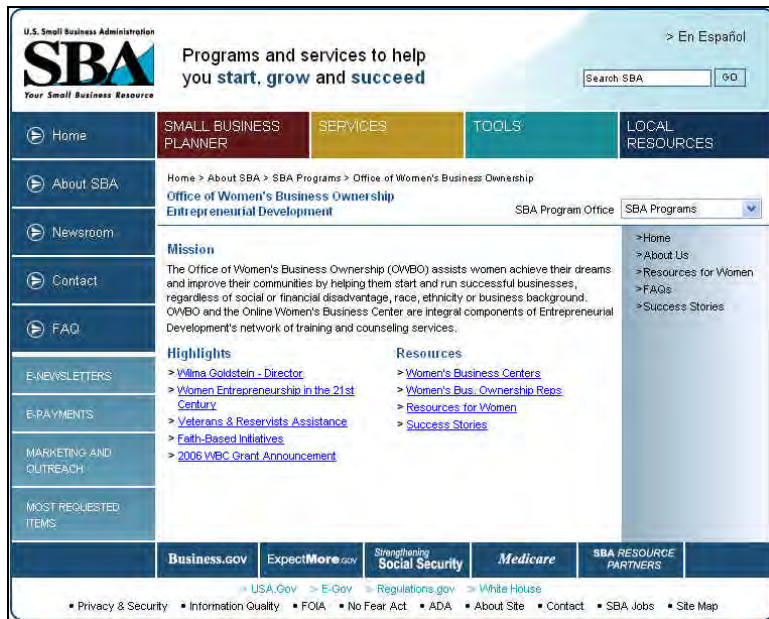 U.S. Small Business Administration
SBA
Your Small Business Resource
Programs and services to help
you start, grow and succeed
> En Español
Search SBA
GO
Home
About SBA
Newsroom
Contact
FAQ
E-NEWSLETTERS
E-PAYMENTS
MARKETING AND
OUTREACH
MOST REQUESTED
ITEMS
SMALL BUSINESS
PLANNER
SERVICES
TOOLS
LOCAL
RESOURCES
Home > About SBA > SBA Programs > Office of Women's Business Ownership
Office of Women's Business Ownership
Entrepreneurial Development
SBA Program Office
SBA Programs
Mission
The Office of Women's Business Ownership (OWBO) assists women achieve their dreams
and improve their communities by helping them start and run successful businesses,
regardless of social or financial disadvantage, race, ethnicity or business background.
OWBO and the Online Women's Business Center are integral components of Entrepreneurial
Development's network of training and counseling services.
Highlights
> Wilma Goldstein - Director
> Women Entrepreneurship in the 21st
Century
> Veterans & Reservists Assistance
> Faith-Based Initiatives
> 2006 WBC Grant Announcement
Resources
> Women's Business Centers
> Women's Bus. Ownership Reps
> Resources for Women
> Success Stories
>Home
>About Us
>Resources for Women
>FAQs
>Success Stories
Business.gov
ExpectMore.gov
Strengthening
Social Security
Medicare
SBA RESOURCE
PARTNERS
> USA.Gov > E-Gov > Regulations.gov > White House
• Privacy & Security • Information Quality • FOIA • No Fear Act • ADA • About Site • Contact • SBA Jobs • Site Map